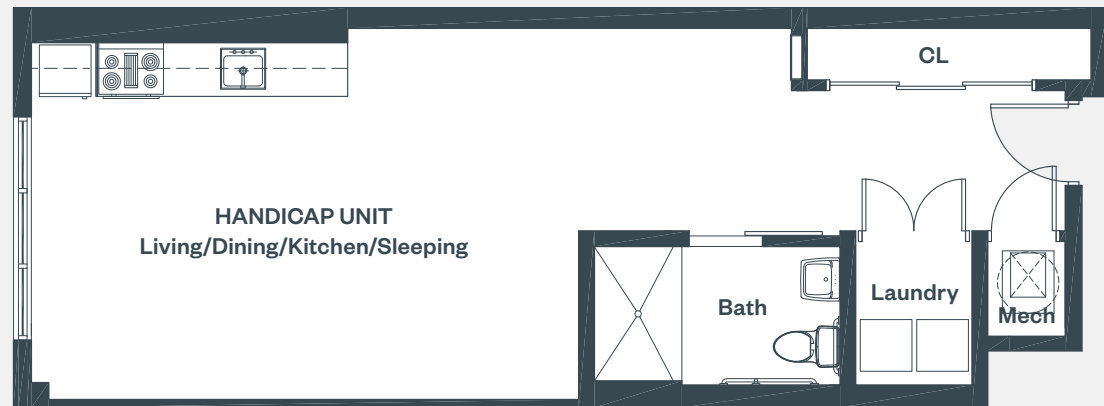 CL
HANDICAP UNIT
Living/Dining/Kitchen/Sleeping
Bath
Laundry
Mech